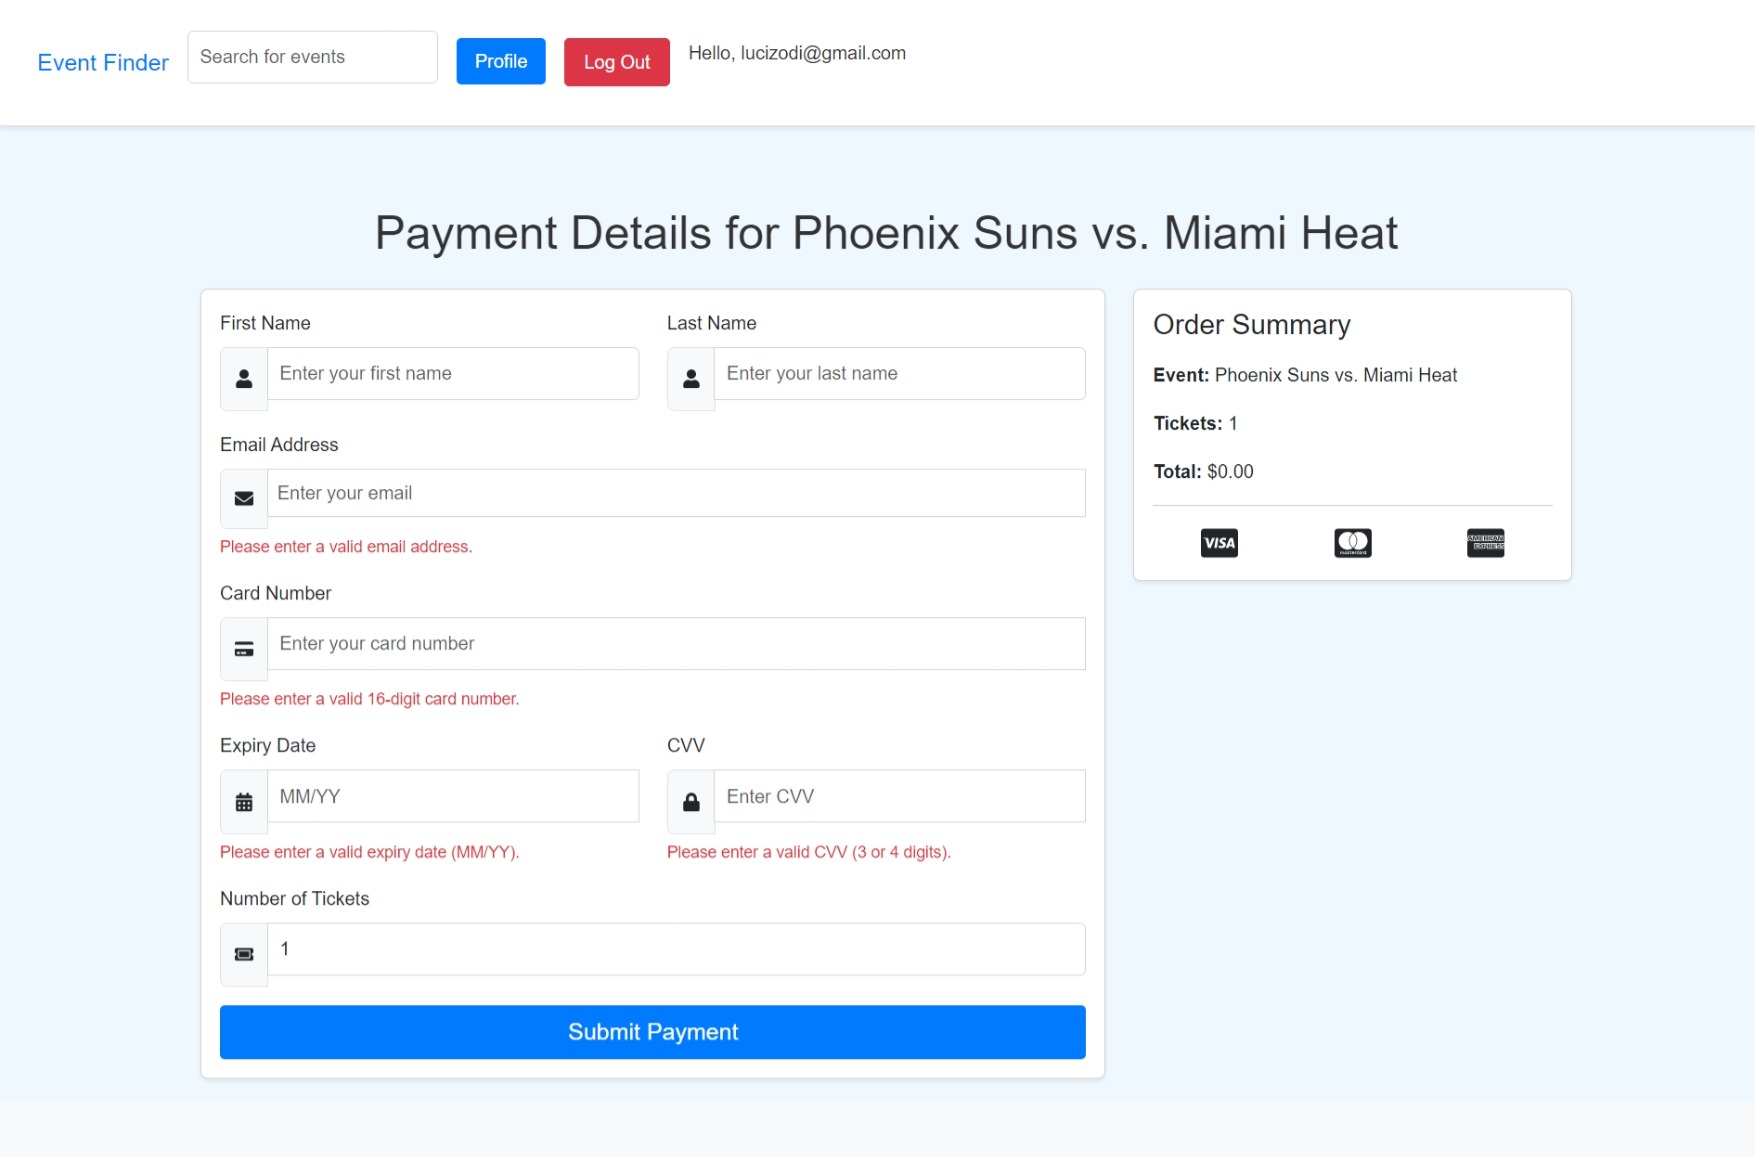 Event Finder
Search for events
Profile
Log Out
Hello, lucizodi@gmail.com
Payment Details for Phoenix Suns vs. Miami Heat
First Name
Last Name
Enter your first name
Enter your last name
Email Address
Enter your email
Please enter a valid email address.
Card Number
Enter your card number
Please enter a valid 16-digit card number.
Expiry Date
CVV
MM/YY
Enter CVV
Please enter a valid expiry date (MM/YY).
Please enter a valid CVV (3 or 4 digits).
Number of Tickets
1
Submit Payment
Order Summary
Event: Phoenix Suns vs. Miami Heat
Tickets: 1
Total: $0.00
VISA
mastercard
AMERICAN
EXPRESS